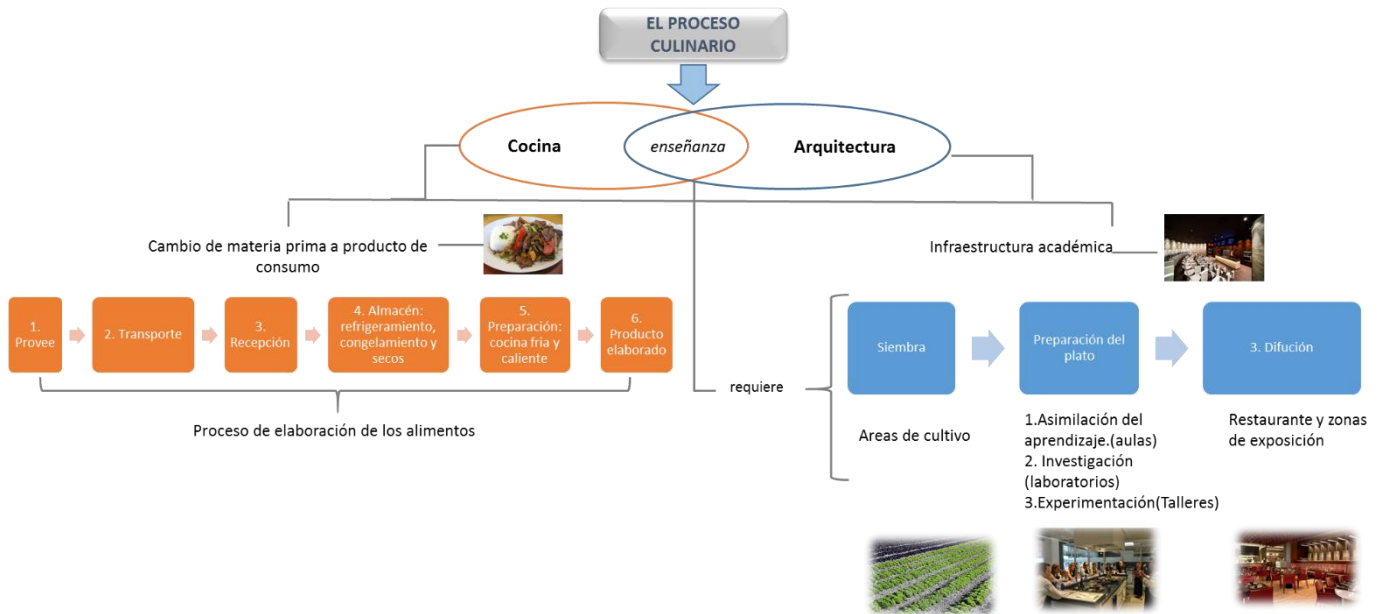 EL PROCESO
CULINARIO
Cocina
enseñanza
Arquitectura
Cambio de materia prima a producto de
consumo
Infraestructura académica
1.
Provee
2. Transporte
3.
Recepción
4. Almacén:
refrigeramiento,
congelamiento y
secos
5.
Preparación:
cocina fria y
caliente
6.
Producto
elaborado
Proceso de elaboración de los alimentos
requiere
Siembra
Preparación del
plato
3. Difución
Areas de cultivo
1.Asimilación del
aprendizaje.(aulas)
2. Investigación
(laboratorios)
3.Experimentación(Talleres)
Restaurante y zonas
de exposición